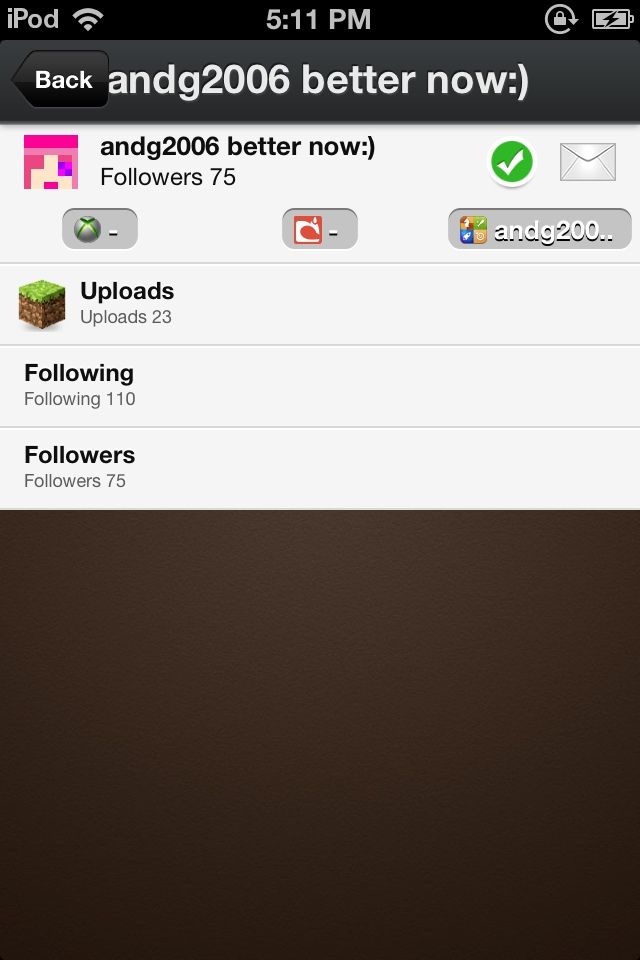 iPod 5:11 PM
Back andg2006 better now:)
andg2006 better now:)
Followers 75
- - andg200..
Uploads
Uploads 23
Following
Following 110
Followers
Followers 75